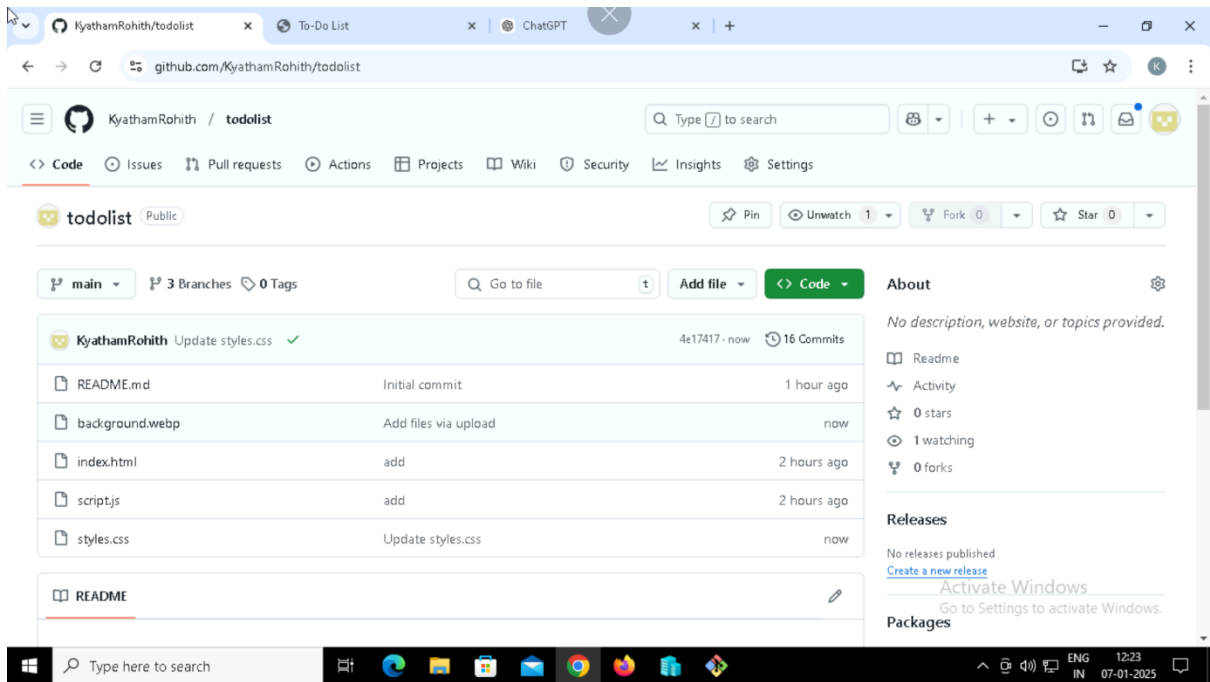 KyathamRohith/todolist
To-Do List
ChatGPT
github.com/KyathamRohith/todolist
K
KyathamRohith / todolist
Type / to search
Code Issues Pull requests Actions Projects Wiki Security Insights Settings
todolist Public
Pin Unwatch 1 Fork 0 Star 0
main 3 Branches 0 Tags Go to file t Add file Code
KyathamRohith Update styles.css 4e17417 · now 16 Commits
README.md Initial commit 1 hour ago
background.webp Add files via upload now
index.html add 2 hours ago
script.js add 2 hours ago
styles.css Update styles.css now
README
About
No description, website, or topics provided.
Readme
Activity
0 stars
1 watching
0 forks
Releases
No releases published
Create a new release
Activate Windows
Go to Settings to activate Windows.
Packages
Type here to search
ENG
IN
12:23
07-01-2025